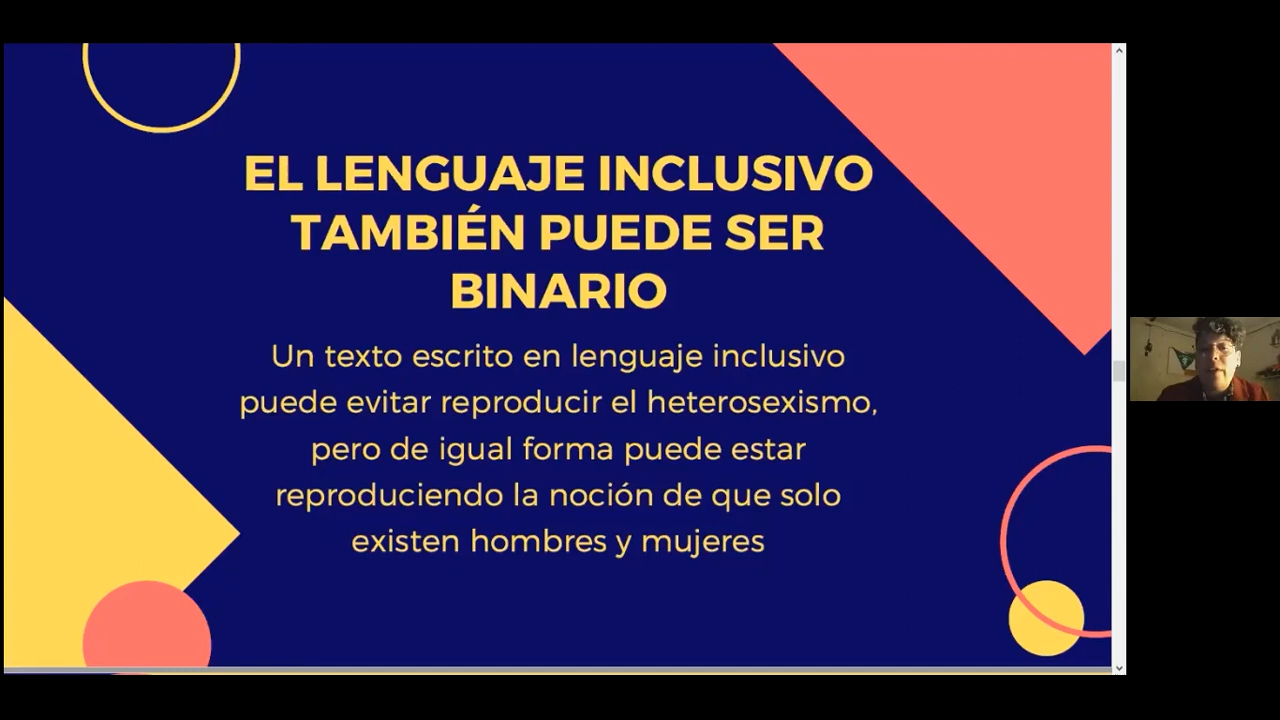 EL LENGUAJE INCLUSIVO
TAMBIÉN PUEDE SER
BINARIO
Un texto escrito en lenguaje inclusivo
puede evitar reproducir el heterosexismo,
pero de igual forma puede estar
reproduciendo la noción de que solo
existen hombres y mujeres